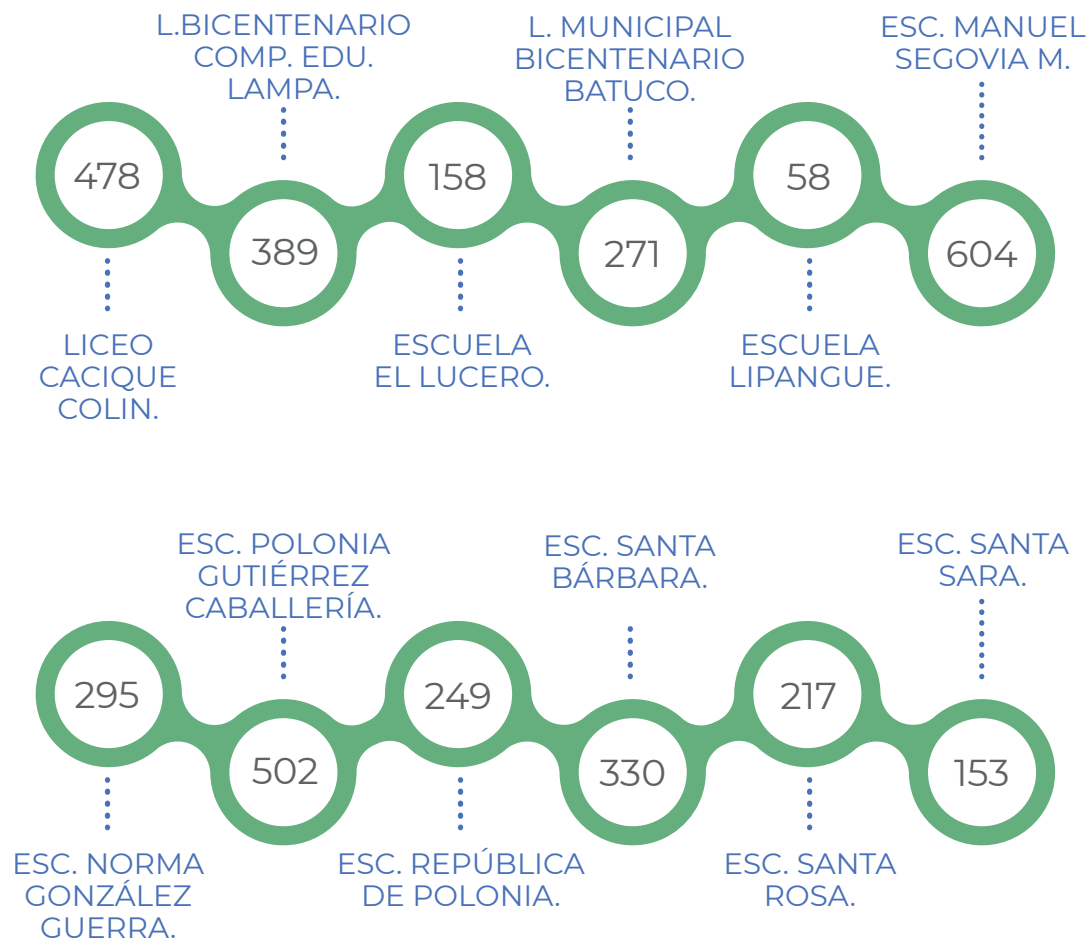 L.BICENTENARIO
COMP. EDU.
LAMPA.
L. MUNICIPAL
BICENTENARIO
BATUCO.
ESC. MANUEL
SEGOVIA M.
478
389
158
271
58
604
LICEO
CACIQUE
COLIN.
ESCUELA
EL LUCERO.
ESCUELA
LIPANGUE.
ESC. POLONIA
GUTIÉRREZ
CABALLERÍA.
ESC. SANTA
BÁRBARA.
ESC. SANTA
SARA.
295
502
249
330
217
153
ESC. NORMA
GONZÁLEZ
GUERRA.
ESC. REPÚBLICA
DE POLONIA.
ESC. SANTA
ROSA.